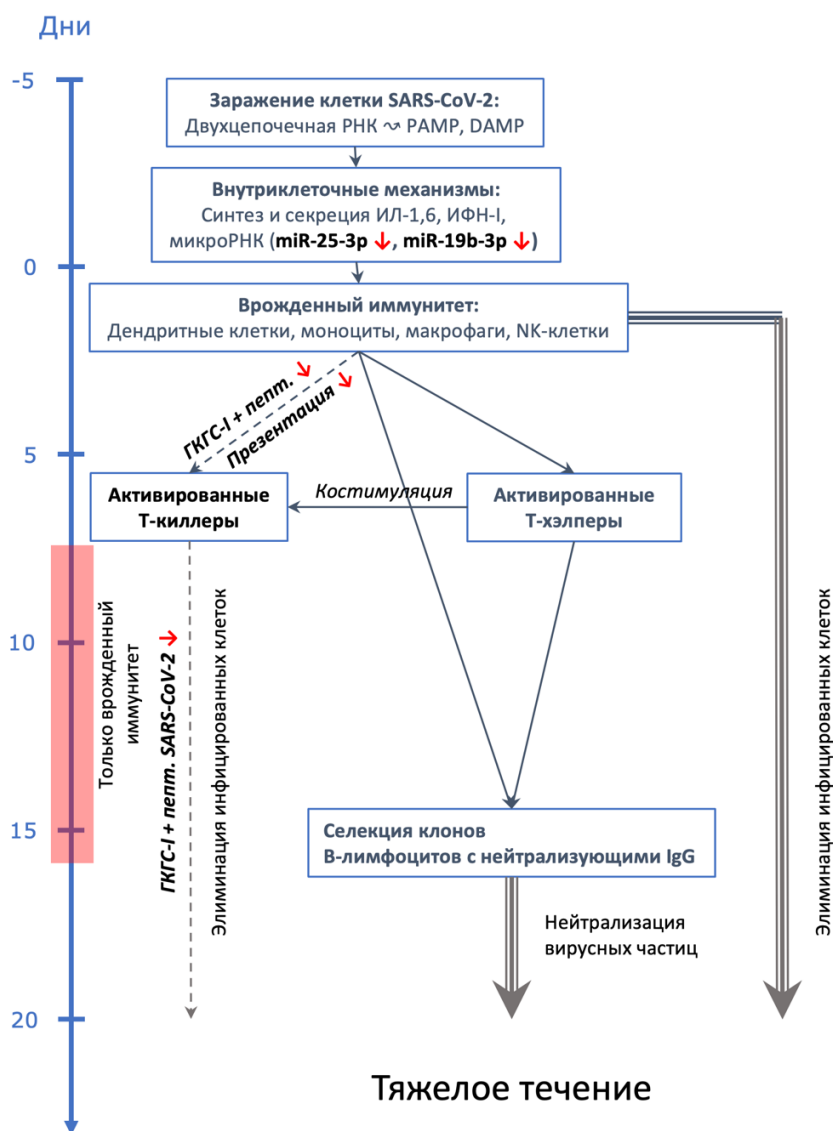 Дни
-5
Заражение клетки SARS-CoV-2:
Двухцепочечная РНК ⤳ PAMP, DAMP
Внутриклеточные механизмы:
Синтез и секреция ИЛ-1,6, ИФН-I,
микроРНК (miR-25-3p ↓, miR-19b-3p ↓)
0
Врожденный иммунитет:
Дендритные клетки, моноциты, макрофаги, NK-клетки
ГКГС-I + пепт. ↓
Презентация ↓
5
Активированные
Т-киллеры
Костимуляция
Активированные
Т-хэлперы
10
Только врожденный
иммунитет
ГКГС-I + пепт. SARS-CoV-2 ↓
Элиминация инфицированных клеток
Элиминация инфицированных клеток
15
Селекция клонов
В-лимфоцитов с нейтрализующими IgG
Нейтрализация
вирусных частиц
20
Тяжелое течение